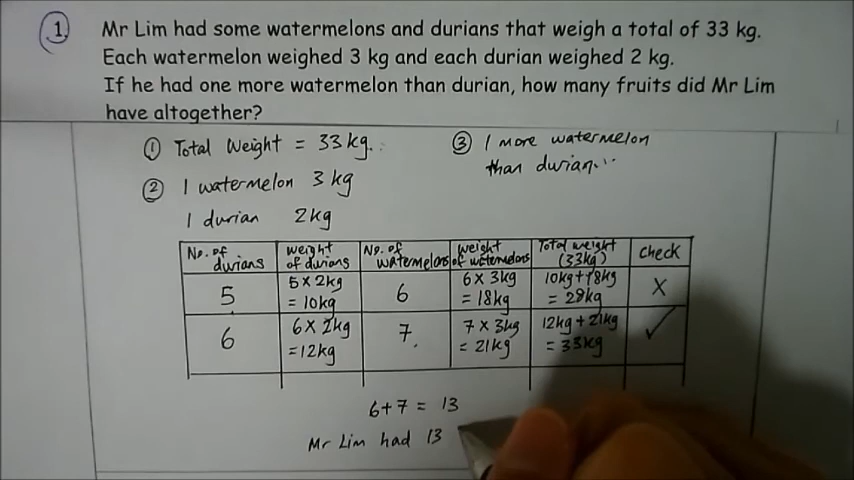 1. Mr Lim had some watermelons and durians that weigh a total of 33 kg.
Each watermelon weighed 3 kg and each durian weighed 2 kg.
If he had one more watermelon than durian, how many fruits did Mr Lim
have altogether?
① Total Weight = 33kg..
② 1 watermelon 3 kg
1 durian 2kg
③ 1 more watermelon
than durian...
No. of durians | weight of durians | No. of watermelons | weight of watermelons | Total weight (33kg) | check
5 | 5 x 2kg = 10kg | 6 | 6 x 3kg = 18kg | 10kg + 18kg = 28kg | X
6 | 6 x 2kg = 12kg | 7 | 7 x 3kg = 21kg | 12kg + 21kg = 33kg | ✓
6+7 = 13
Mr Lim had 13